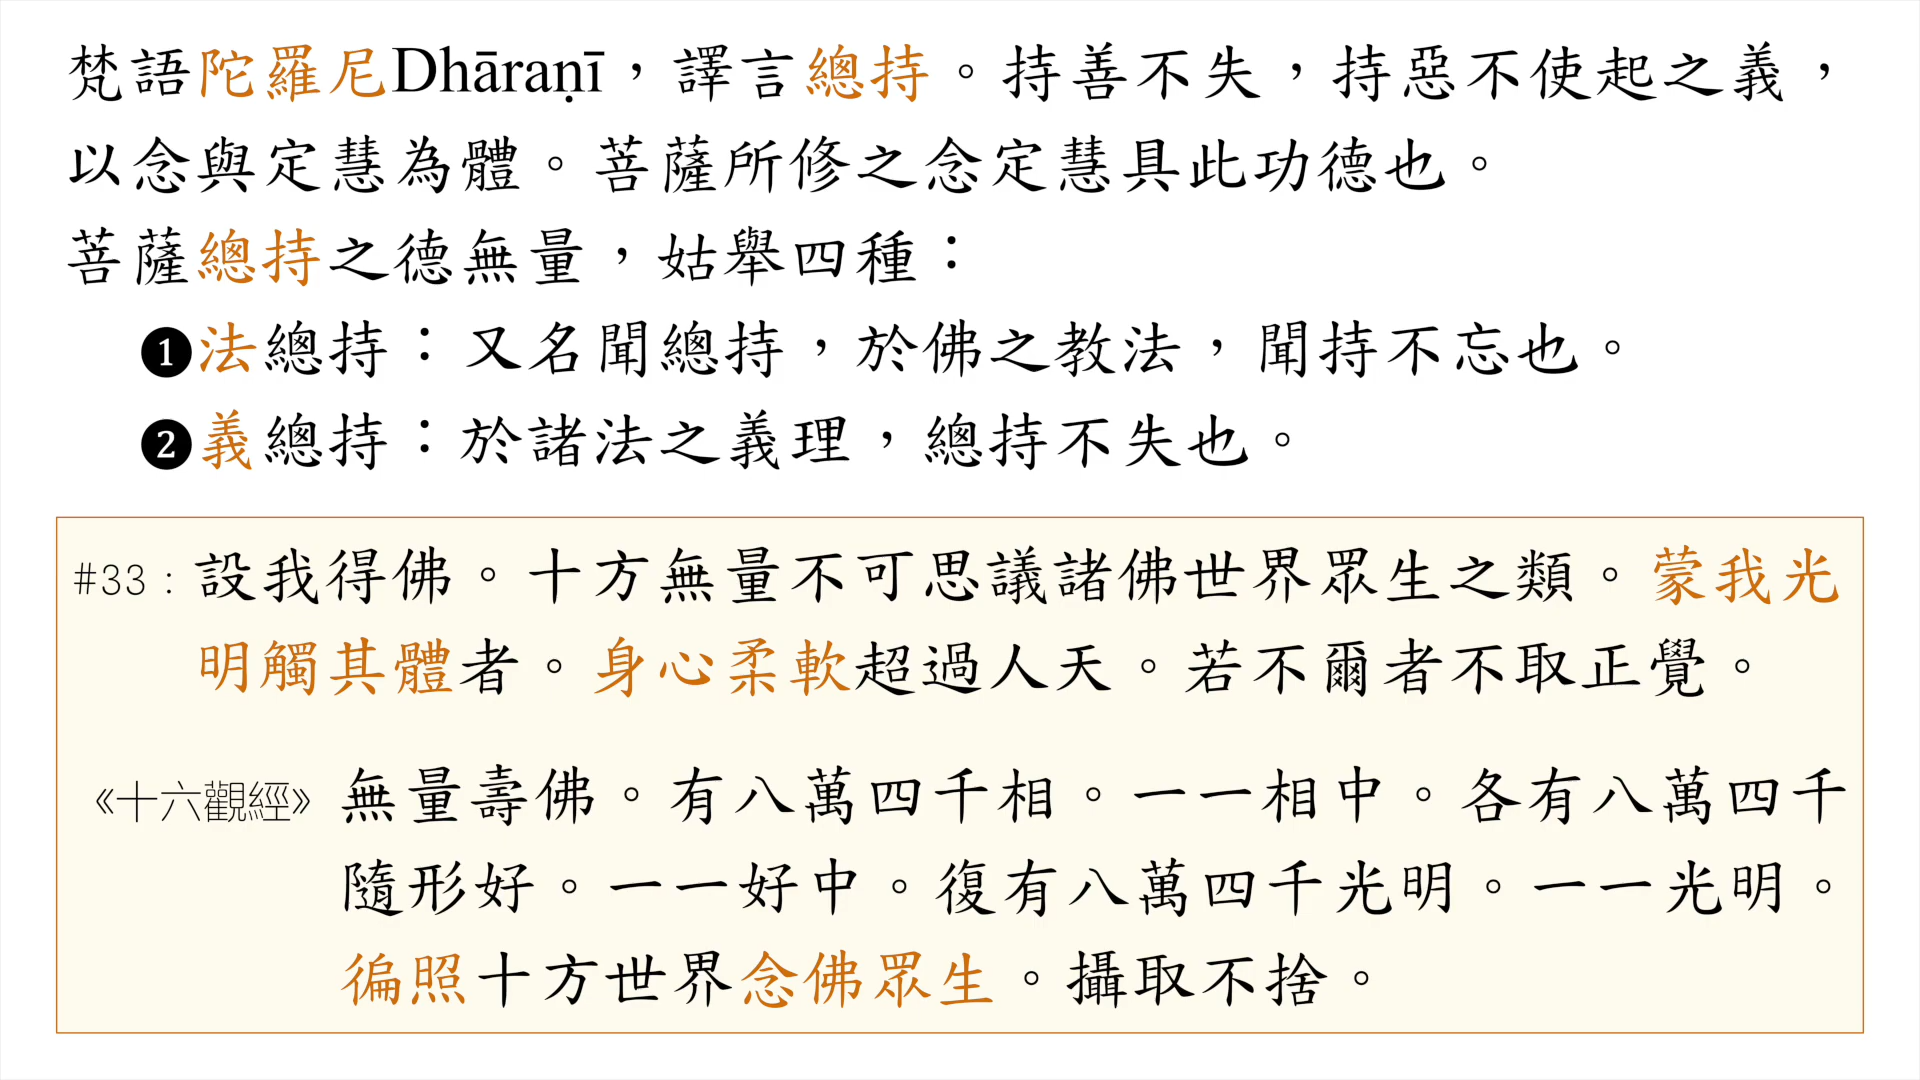 梵語陀羅尼Dhāraṇī，譯言總持。持善不失，持惡不使起之義，
以念與定慧為體。菩薩所修之念定慧具此功德也。
菩薩總持之德無量，姑舉四種：
❶法總持：又名聞總持，於佛之教法，聞持不忘也。
❷義總持：於諸法之義理，總持不失也。
#33：設我得佛。十方無量不可思議諸佛世界眾生之類。蒙我光
明觸其體者。身心柔軟超過人天。若不爾者不取正覺。
《十六觀經》無量壽佛。有八萬四千相。一一相中。各有八萬四千
隨形好。一一好中。復有八萬四千光明。一一光明。
徧照十方世界念佛眾生。攝取不捨。